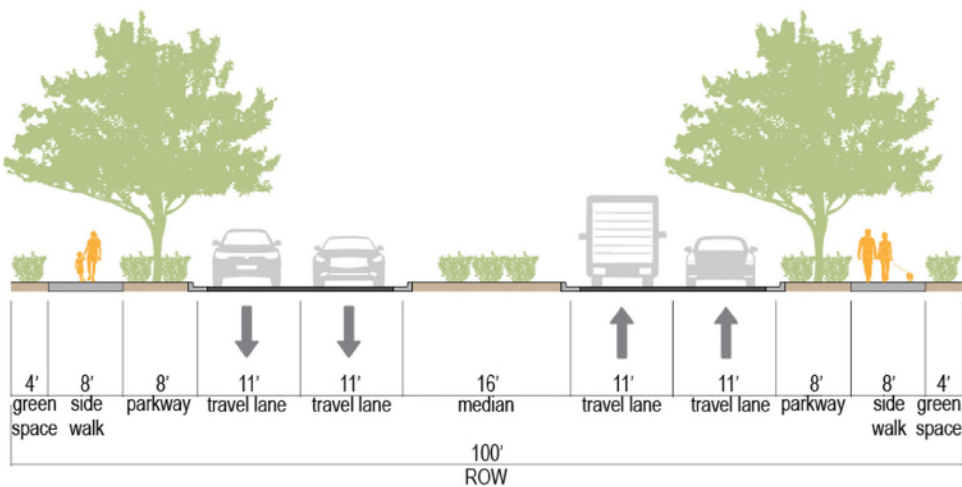 4' 8' 8' 11' 11' 16' 11' 11' 8' 8' 4'
green side parkway travel lane travel lane median travel lane travel lane parkway side green
space walk walk space
100'
ROW